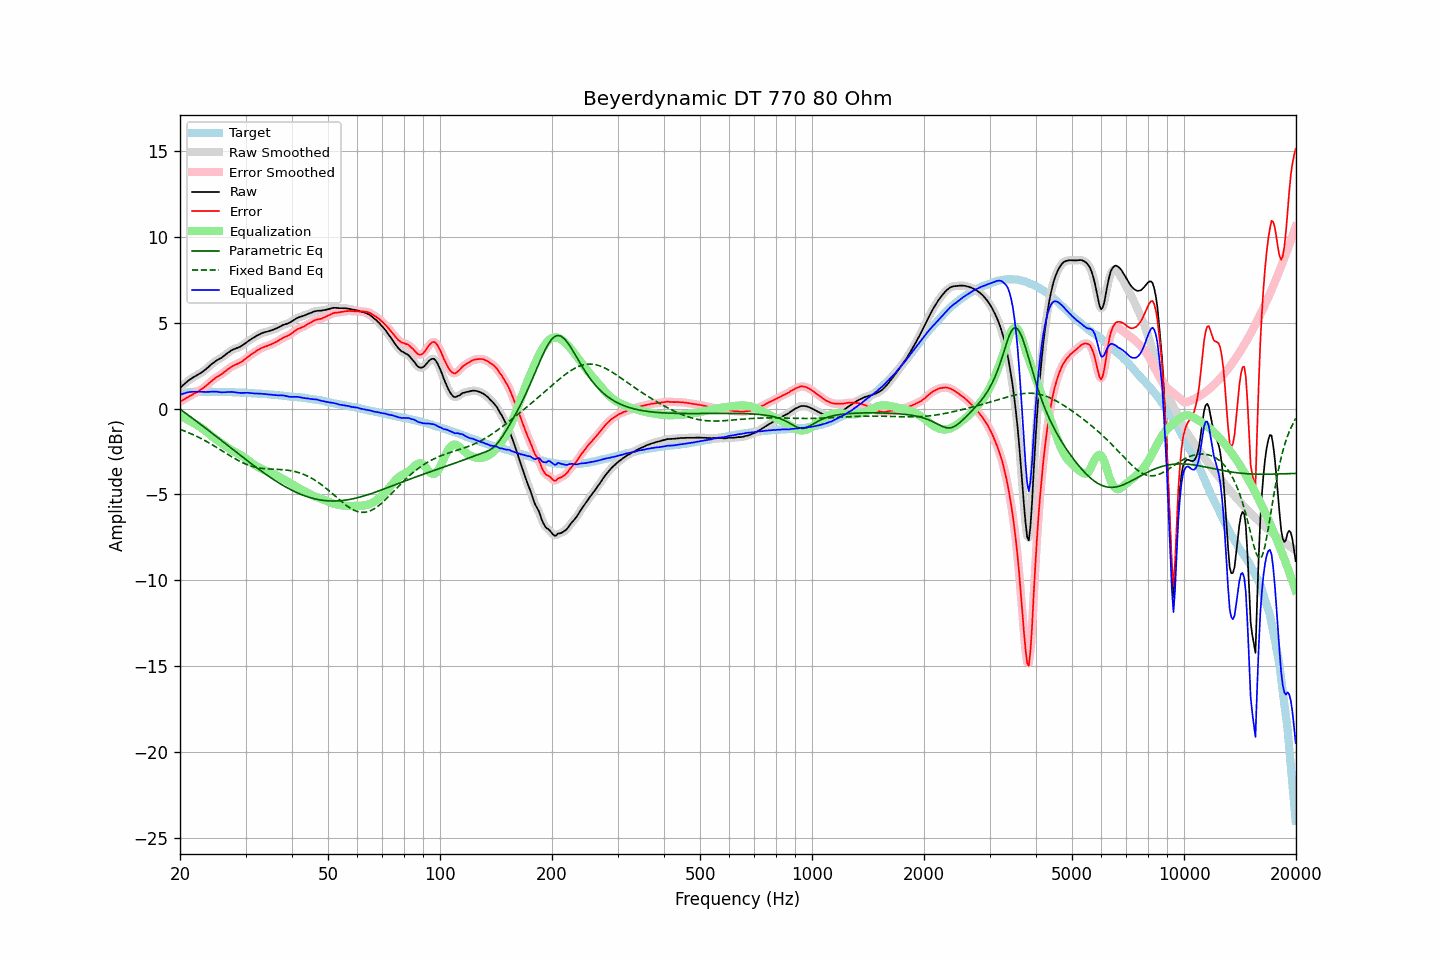 Beyerdynamic DT 770 80 Ohm
Target
Raw Smoothed
Error Smoothed
Raw
Error
Equalization
Parametric Eq
Fixed Band Eq
Equalized
Amplitude (dBr)
15
10
5
0
−5
−10
−15
−20
−25
20
50
100
200
500
1000
2000
5000
10000
20000
Frequency (Hz)